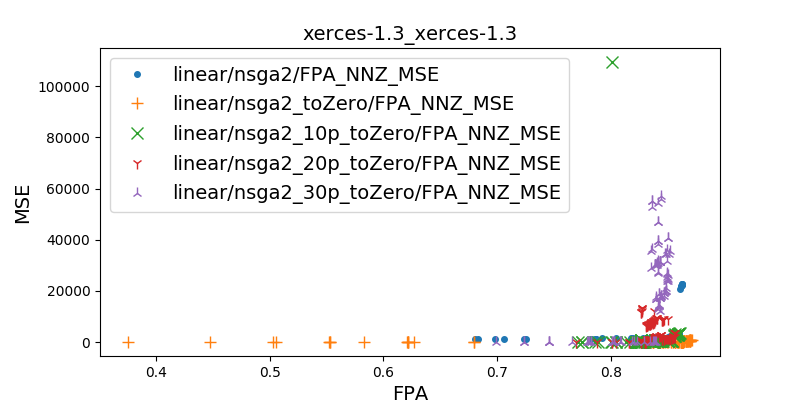 xerces-1.3_xerces-1.3
linear/nsga2/FPA_NNZ_MSE
linear/nsga2_toZero/FPA_NNZ_MSE
linear/nsga2_10p_toZero/FPA_NNZ_MSE
linear/nsga2_20p_toZero/FPA_NNZ_MSE
linear/nsga2_30p_toZero/FPA_NNZ_MSE
MSE
100000
80000
60000
40000
20000
0
0.4 0.5 0.6 0.7 0.8
FPA